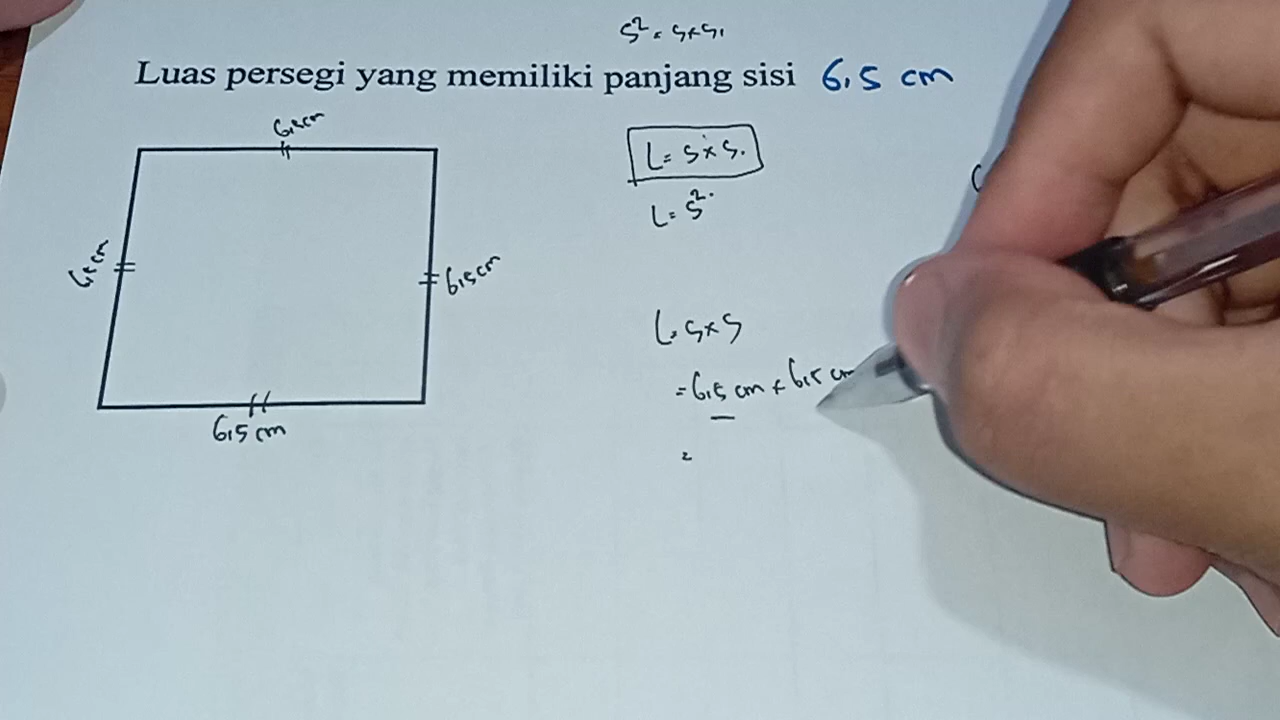 S² = S×S,
Luas persegi yang memiliki panjang sisi 6,5 cm
6,5 cm
L = S × S.
L = S².
6,5 cm
6,5 cm
L = S × S
= 6,5 cm × 6,5 cm
6,5 cm
=